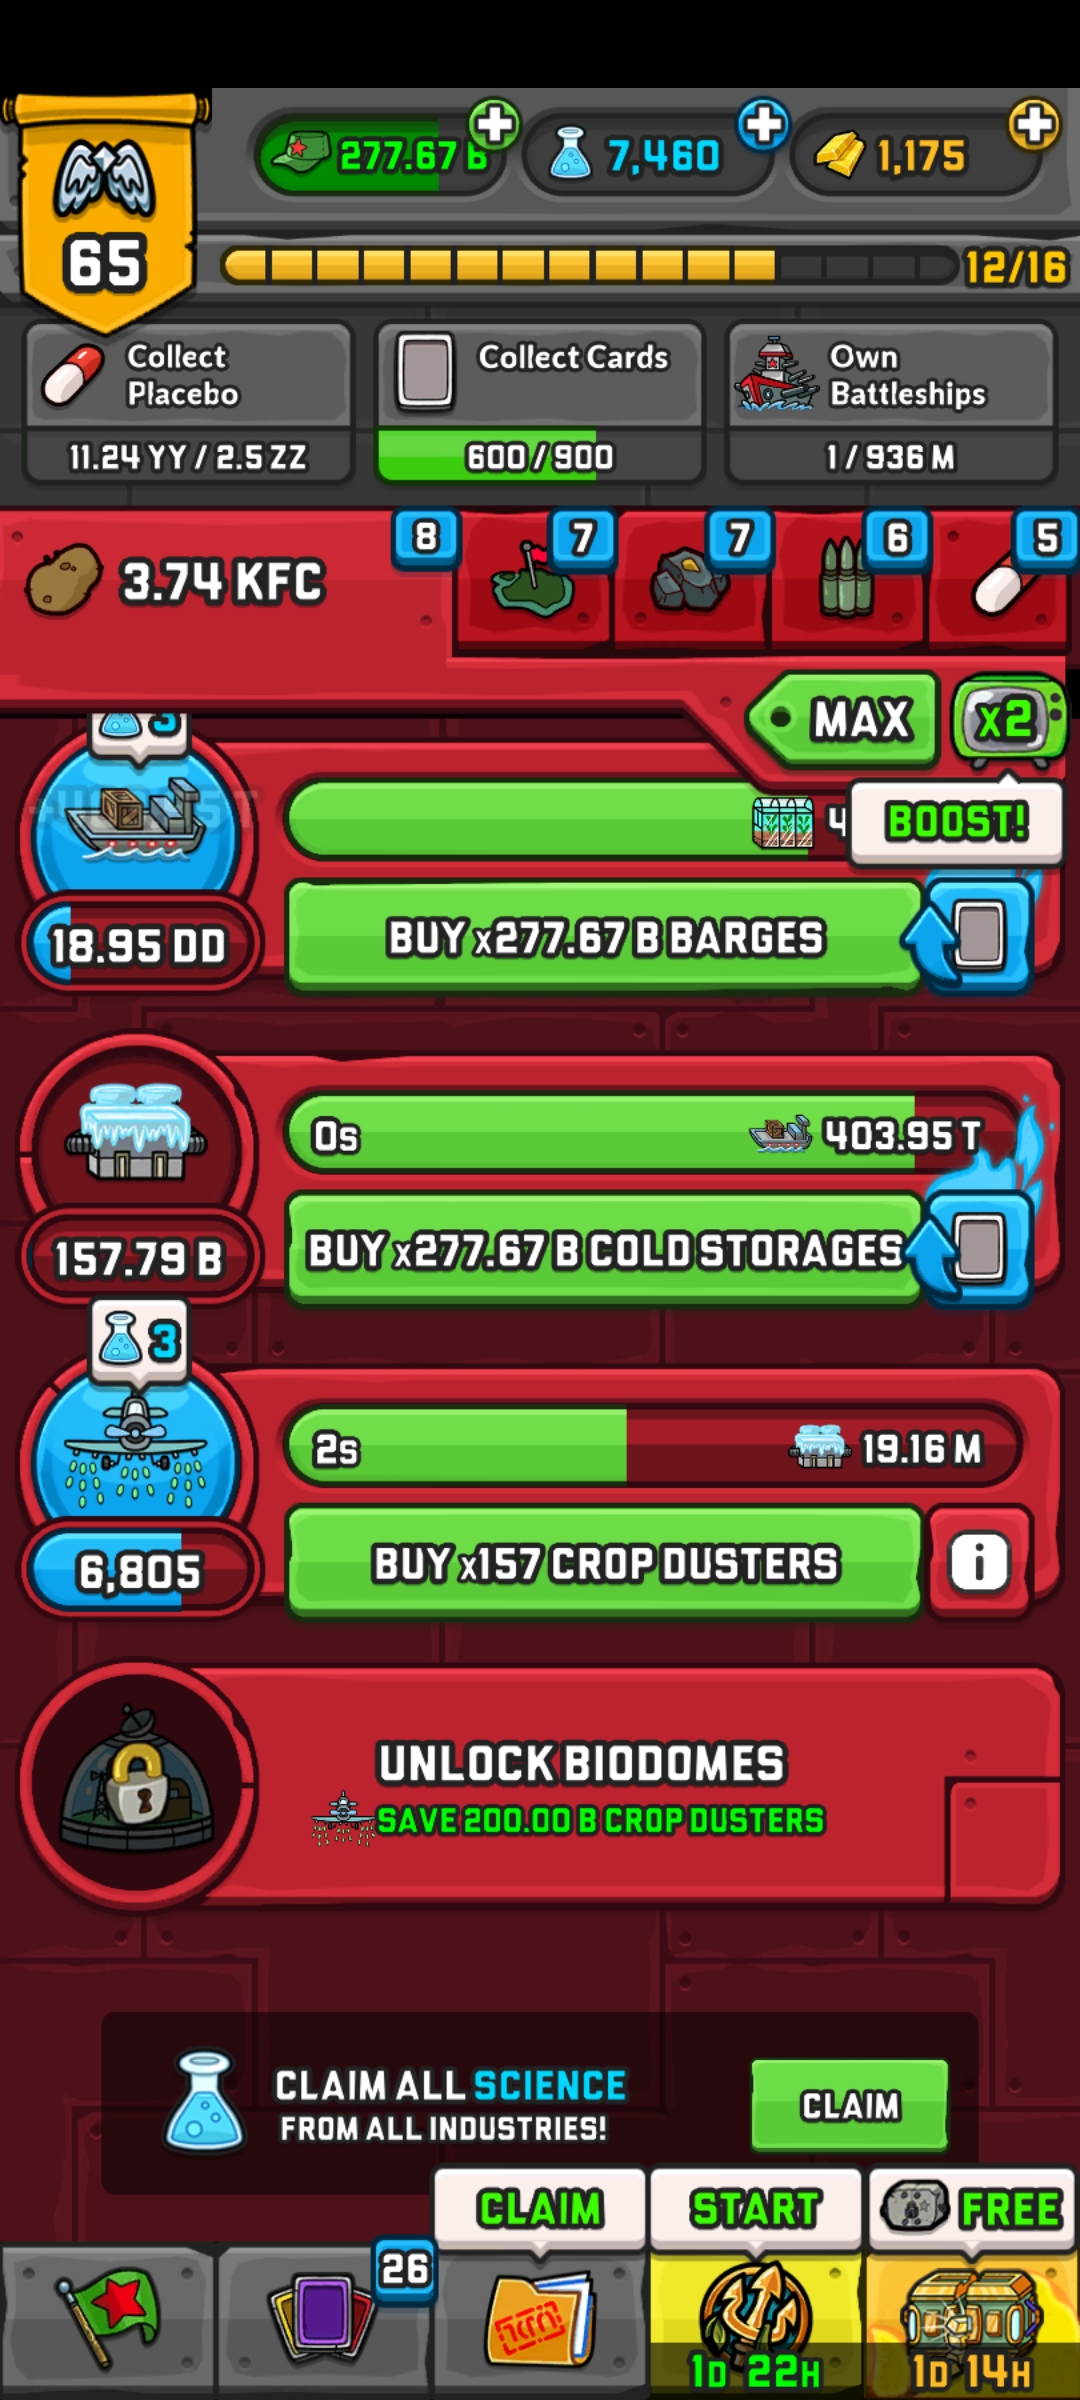 277.67 B
7,460
1,175
65
12/16
Collect
Placebo
Collect Cards
Own
Battleships
11.24 YY / 2.5 ZZ
600/900
1 / 936 M
3.74 KFC
8
7
7
6
5
MAX
x2
BOOST!
3
4
18.95 DD
BUY x277.67 B BARGES
0s
403.95 T
157.79 B
BUY x277.67 B COLD STORAGES
3
2s
19.16 M
6,805
BUY x157 CROP DUSTERS
i
UNLOCK BIODOMES
SAVE 200.00 B CROP DUSTERS
CLAIM ALL SCIENCE
FROM ALL INDUSTRIES!
CLAIM
CLAIM
START
FREE
26
1D 22H
1D 14H